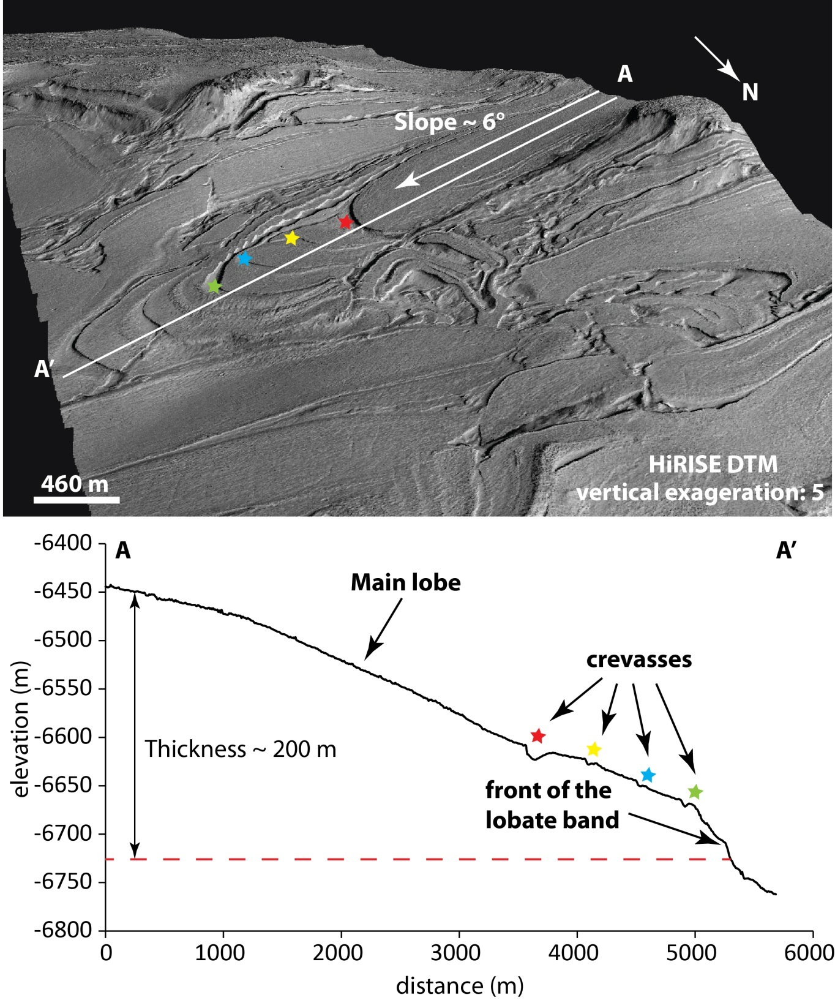 A
N
Slope ~ 6°
A′
460 m
HiRISE DTM
vertical exageration: 5
-6400
A
A′
Main lobe
-6450
-6500
crevasses
-6550
-6600
Thickness ~ 200 m
elevation (m)
-6650
front of the
lobate band
-6700
-6750
-6800
0 1000 2000 3000 4000 5000 6000
distance (m)